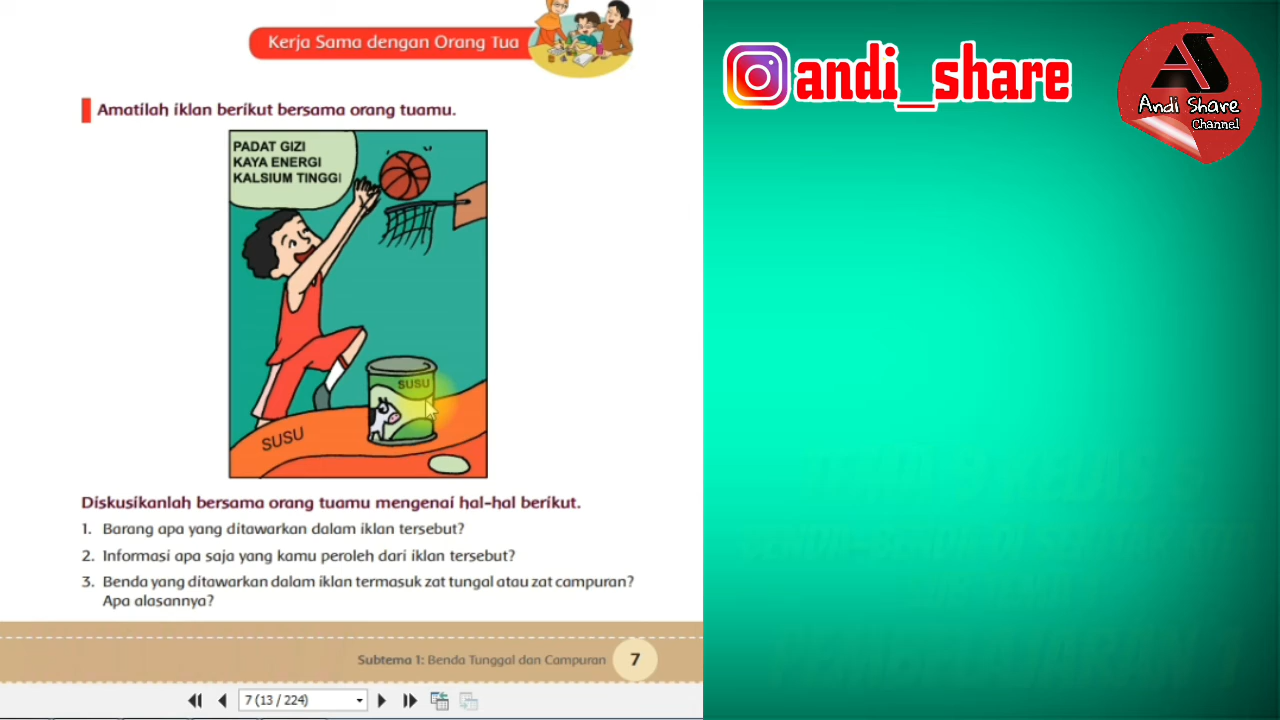 Kerja Sama dengan Orang Tua
Amatilah iklan berikut bersama orang tuamu.
PADAT GIZI
KAYA ENERGI
KALSIUM TINGGI
SUSU
SUSU
Diskusikanlah bersama orang tuamu mengenai hal-hal berikut.
1. Barang apa yang ditawarkan dalam iklan tersebut?
2. Informasi apa saja yang kamu peroleh dari iklan tersebut?
3. Benda yang ditawarkan dalam iklan termasuk zat tungal atau zat campuran?
Apa alasannya?
Subtema 1: Benda Tunggal dan Campuran 7
7 (13 / 224)
andi_share
A
Andi Share
Channel